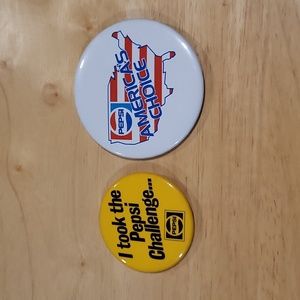 PEPSI
AMERICA'S
CHOICE
I took the
Pepsi
Challenge...
PEPSI